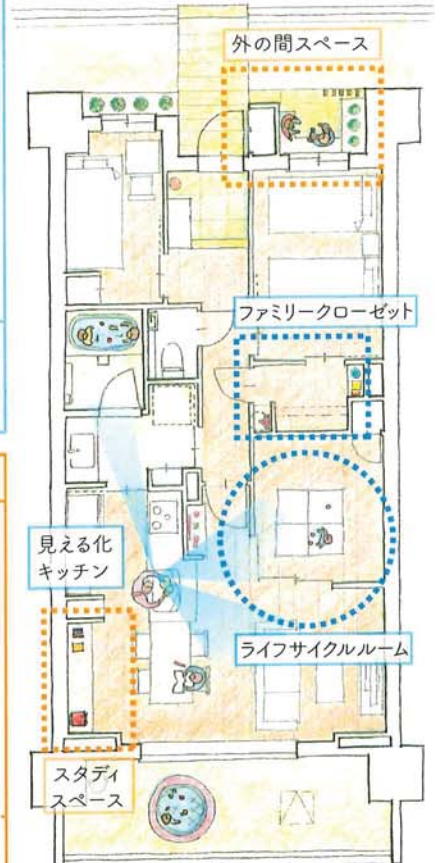 外の間スペース
ファミリークローゼット
見える化
キッチン
ライフサイクルルーム
スタディ
スペース